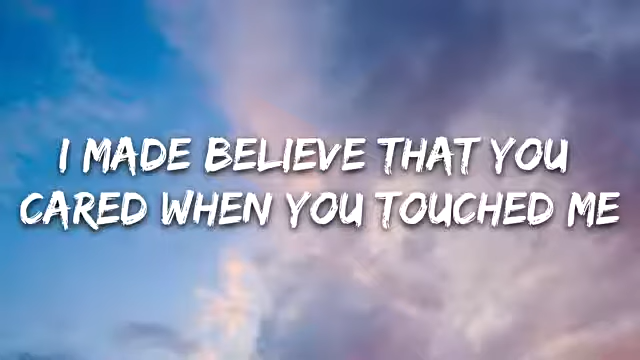 I MADE BELIEVE THAT YOU
CARED WHEN YOU TOUCHED ME